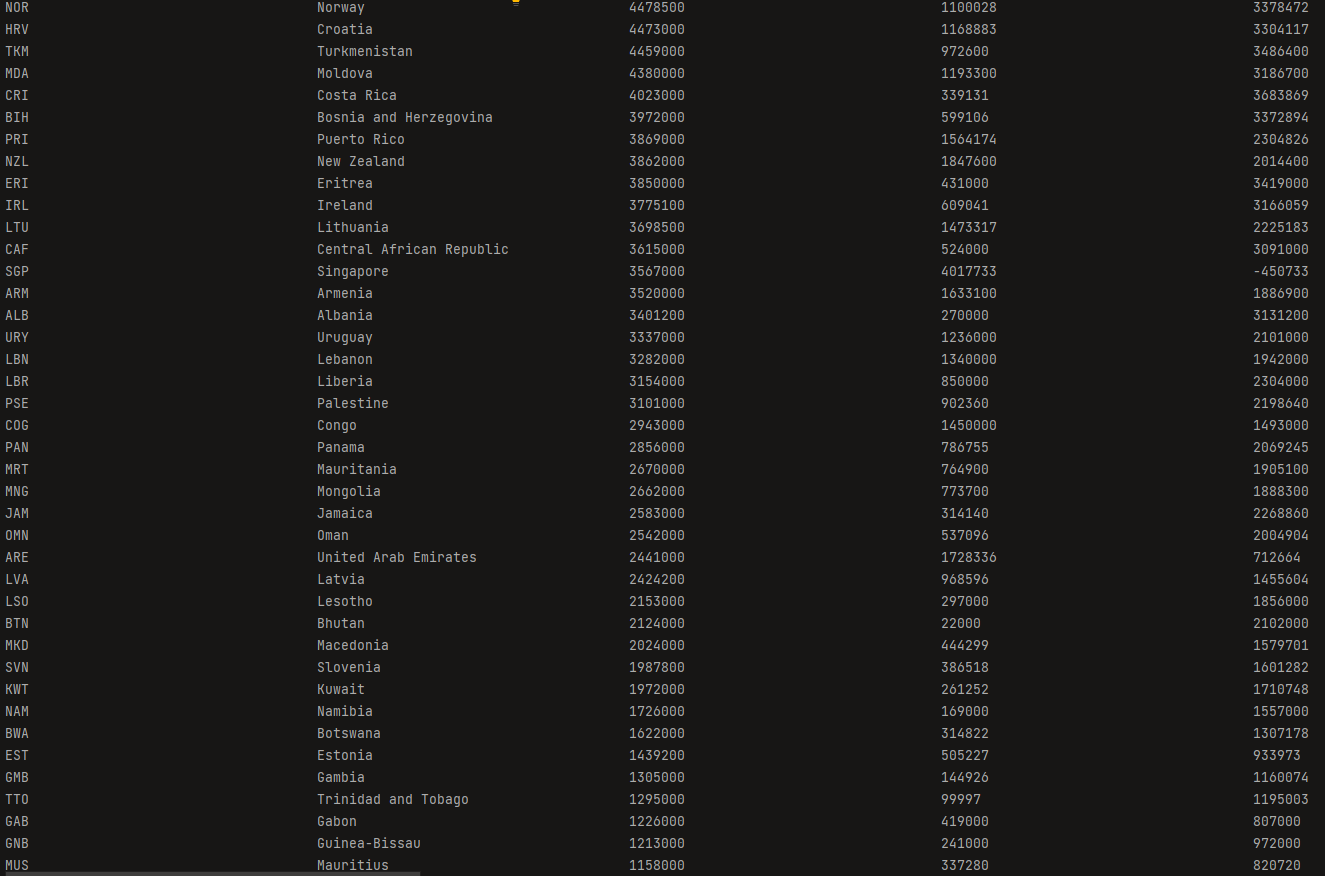 NOR Norway 4478500 1100028 3378472
HRV Croatia 4473000 1168883 3304117
TKM Turkmenistan 4459000 972600 3486400
MDA Moldova 4380000 1193300 3186700
CRI Costa Rica 4023000 339131 3683869
BIH Bosnia and Herzegovina 3972000 599106 3372894
PRI Puerto Rico 3869000 1564174 2304826
NZL New Zealand 3862000 1847600 2014400
ERI Eritrea 3850000 431000 3419000
IRL Ireland 3775100 609041 3166059
LTU Lithuania 3698500 1473317 2225183
CAF Central African Republic 3615000 524000 3091000
SGP Singapore 3567000 4017733 -450733
ARM Armenia 3520000 1633100 1886900
ALB Albania 3401200 270000 3131200
URY Uruguay 3337000 1236000 2101000
LBN Lebanon 3282000 1340000 1942000
LBR Liberia 3154000 850000 2304000
PSE Palestine 3101000 902360 2198640
COG Congo 2943000 1450000 1493000
PAN Panama 2856000 786755 2069245
MRT Mauritania 2670000 764900 1905100
MNG Mongolia 2662000 773700 1888300
JAM Jamaica 2583000 314140 2268860
OMN Oman 2542000 537096 2004904
ARE United Arab Emirates 2441000 1728336 712664
LVA Latvia 2424200 968596 1455604
LSO Lesotho 2153000 297000 1856000
BTN Bhutan 2124000 22000 2102000
MKD Macedonia 2024000 444299 1579701
SVN Slovenia 1987800 386518 1601282
KWT Kuwait 1972000 261252 1710748
NAM Namibia 1726000 169000 1557000
BWA Botswana 1622000 314822 1307178
EST Estonia 1439200 505227 933973
GMB Gambia 1305000 144926 1160074
TTO Trinidad and Tobago 1295000 99997 1195003
GAB Gabon 1226000 419000 807000
GNB Guinea-Bissau 1213000 241000 972000
MUS Mauritius 1158000 337280 820720